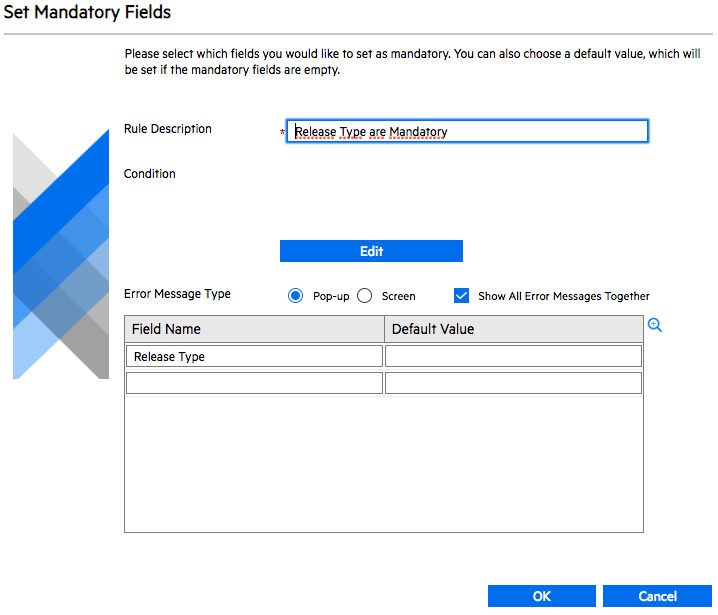 Set Mandatory Fields
Please select which fields you would like to set as mandatory. You can also choose a default value, which will
be set if the mandatory fields are empty.
Rule Description * Release Type are Mandatory
Condition
Edit
Error Message Type Pop-up Screen Show All Error Messages Together
Field Name Default Value
Release Type
OK Cancel